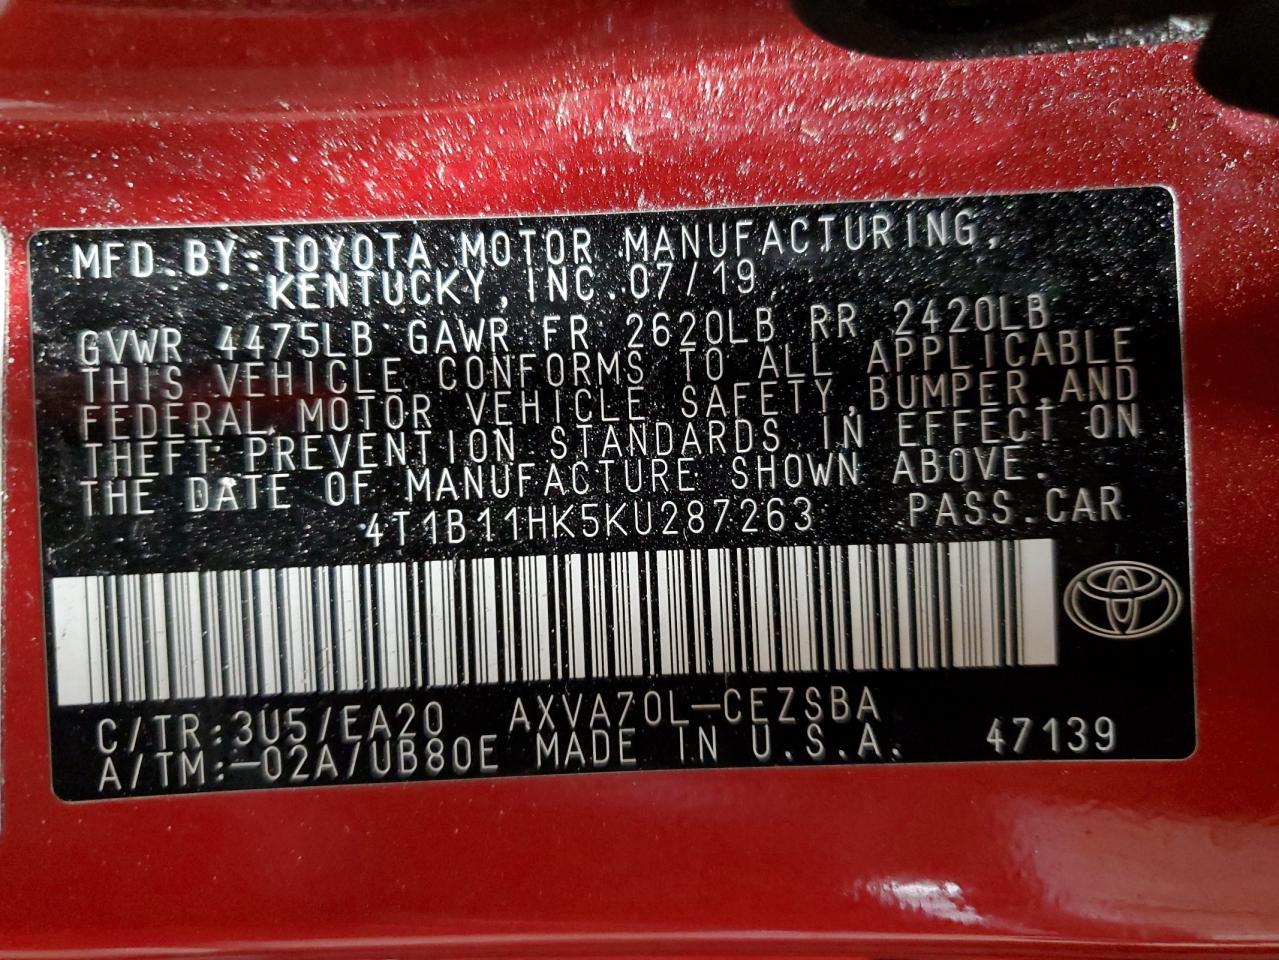 MFD.BY:TOYOTA MOTOR MANUFACTURING,
KENTUCKY, INC. 07/19
GVWR 4475LB GAWR FR 2620LB RR 2420LB
THIS VEHICLE CONFORMS TO ALL APPLICABLE
FEDERAL MOTOR VEHICLE SAFETY, BUMPER, AND
THEFT PREVENTION STANDARDS IN EFFECT ON
THE DATE OF MANUFACTURE SHOWN ABOVE.
4T1B11HK5KU287263 PASS.CAR
C/TR:3U5/EA20 AXVA70L-CEZSBA
A/TM:-02A/UB80E MADE IN U.S.A. 47139